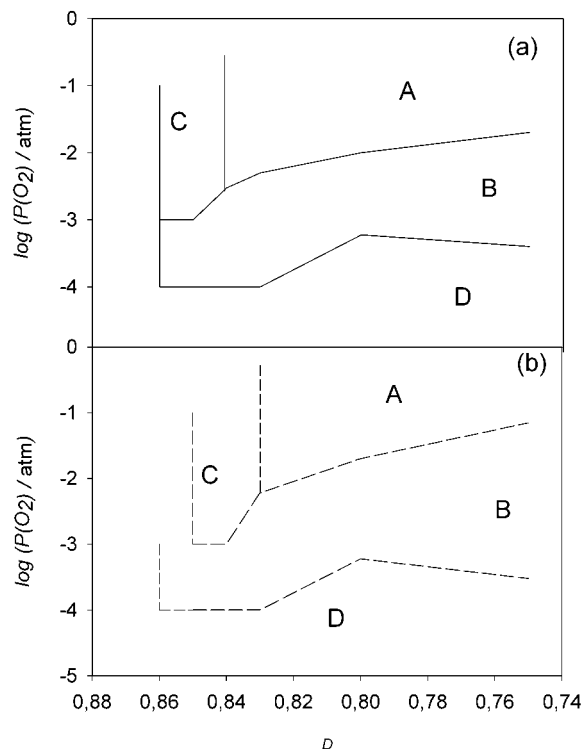 0
(a)
A
-1
C
log (P(O2) / atm)
-2
B
-3
-4
D
0
(b)
A
-1
C
log (P(O2) / atm)
-2
B
-3
-4
D
-5
0,88 0,86 0,84 0,82 0,80 0,78 0,76 0,74
D